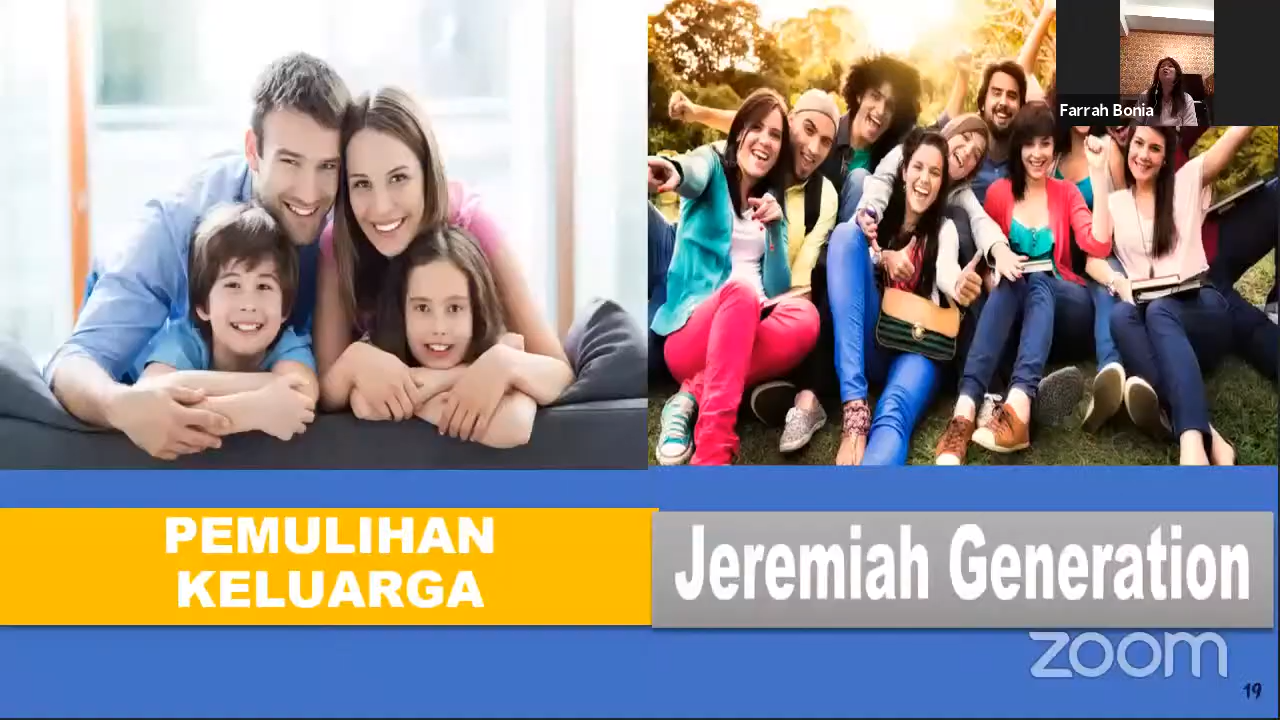 Farrah Bonia
PEMULIHAN
KELUARGA
Jeremiah Generation
zoom
19